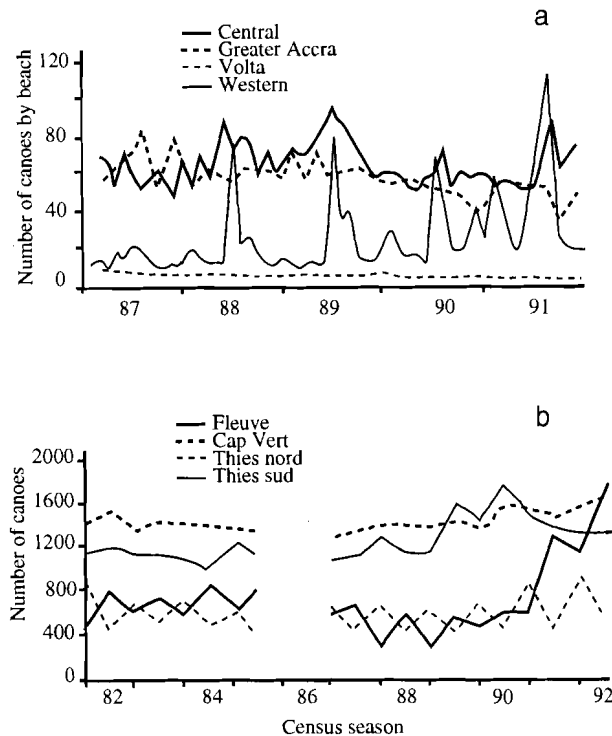 a
Central
Greater Accra
Volta
Western
Number of canoes by beach
120
80
60
40
0
87 88 89 90 91
b
Fleuve
Cap Vert
Thies nord
Thies sud
Number of canoes
2000
1600
1200
800
400
0
82 84 86 88 90 92
Census season